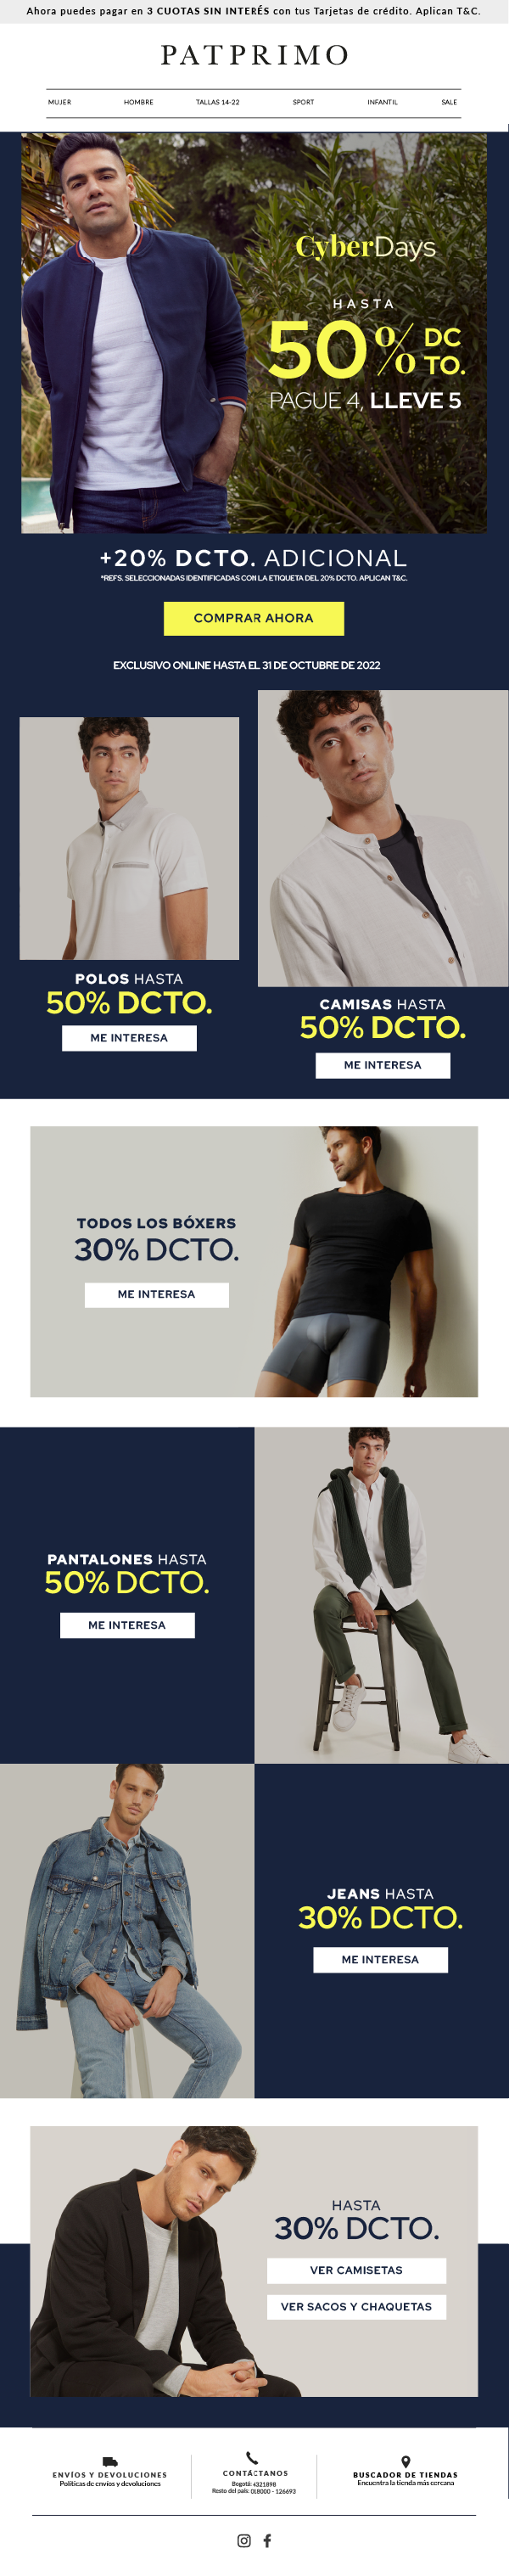 Ahora puedes pagar en 3 CUOTAS SIN INTERÉS con tus Tarjetas de crédito. Aplican T&C.
PATPRIMO
MUJER HOMBRE TALLAS 14-22 SPORT INFANTIL SALE
CyberDays
HASTA
50% DCTO.
PAGUE 4, LLEVE 5
+20% DCTO. ADICIONAL
*REFS. SELECCIONADAS IDENTIFICADAS CON LA ETIQUETA DEL 20% DCTO. APLICAN T&C.
COMPRAR AHORA
EXCLUSIVO ONLINE HASTA EL 31 DE OCTUBRE DE 2022
POLOS HASTA
50% DCTO.
ME INTERESA
CAMISAS HASTA
50% DCTO.
ME INTERESA
TODOS LOS BÓXERS
30% DCTO.
ME INTERESA
PANTALONES HASTA
50% DCTO.
ME INTERESA
JEANS HASTA
30% DCTO.
ME INTERESA
HASTA
30% DCTO.
VER CAMISETAS
VER SACOS Y CHAQUETAS
ENVÍOS Y DEVOLUCIONES
Políticas de envíos y devoluciones
CONTÁCTANOS
Bogotá: 4321898
Resto del país: 018000 - 126693
BUSCADOR DE TIENDAS
Encuentra la tienda más cercana